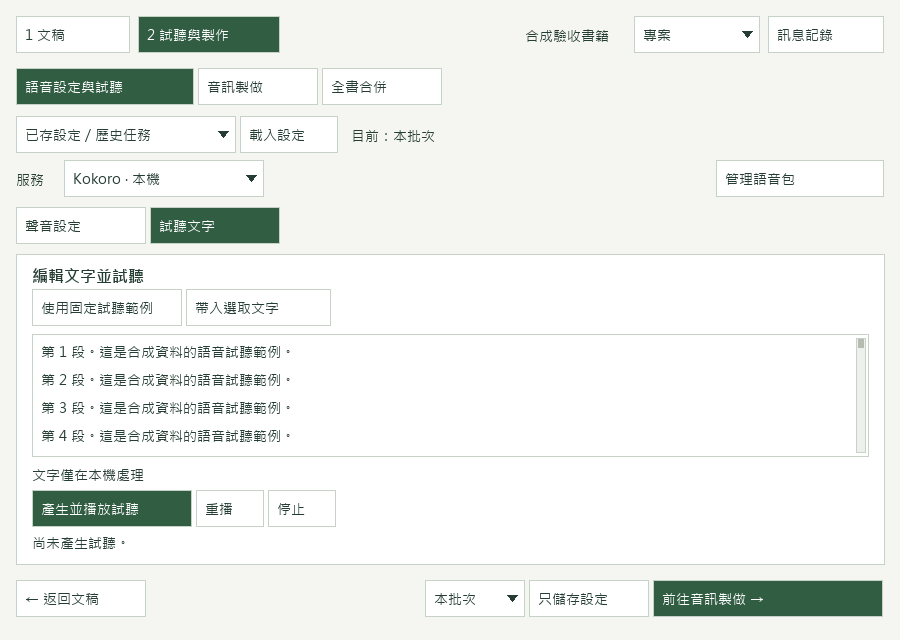 1 文稿 2 試聽與製作 合成驗收書籍 專案 訊息記錄
語音設定與試聽 音訊製做 全書合併
已存設定 / 歷史任務 載入設定 目前：本批次
服務 Kokoro · 本機 管理語音包
聲音設定 試聽文字
編輯文字並試聽
使用固定試聽範例 帶入選取文字
第 1 段。這是合成資料的語音試聽範例。
第 2 段。這是合成資料的語音試聽範例。
第 3 段。這是合成資料的語音試聽範例。
第 4 段。這是合成資料的語音試聽範例。
文字僅在本機處理
產生並播放試聽 重播 停止
尚未產生試聽。
← 返回文稿 本批次 只儲存設定 前往音訊製做 →